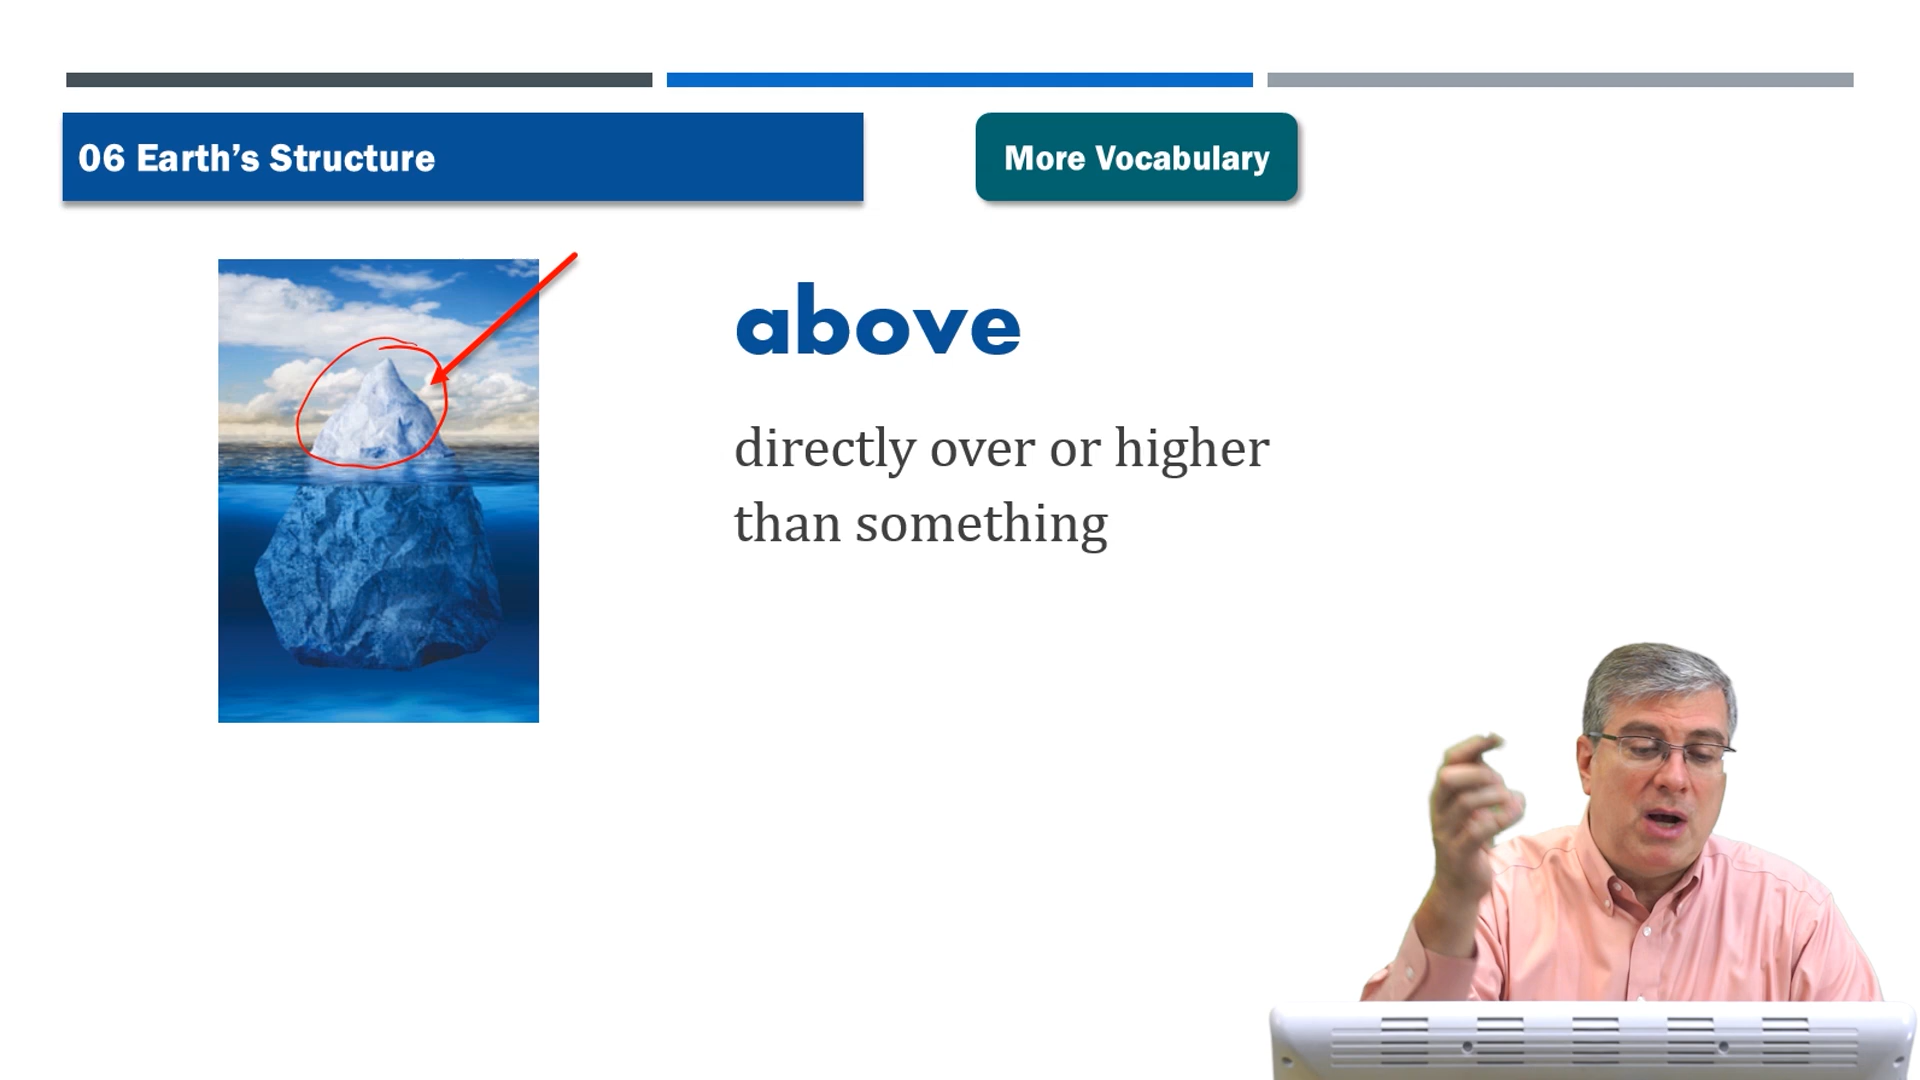 06 Earth’s Structure
More Vocabulary
above
directly over or higher
than something